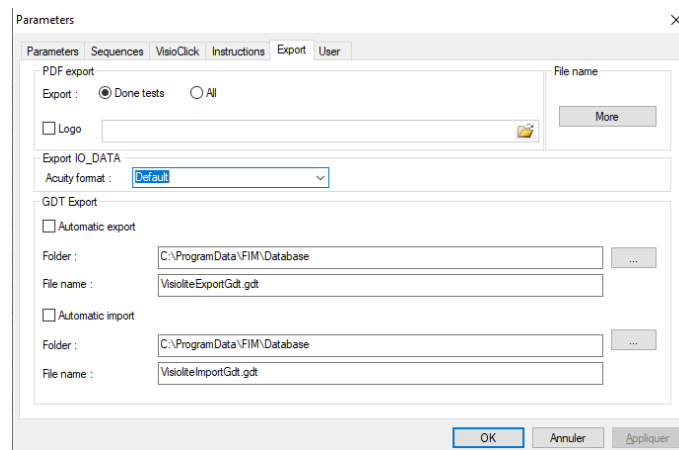 Parameters
Parameters Sequences VisioClick Instructions Export User
PDF export
File name
Export : Done tests All
More
Logo
Export IO_DATA
Acuity format : Default
GDT Export
Automatic export
Folder : C:\ProgramData\FIM\Database ...
File name : VisioliteExportGdt.gdt
Automatic import
Folder : C:\ProgramData\FIM\Database ...
File name : VisioliteImportGdt.gdt
OK Annuler Appliquer